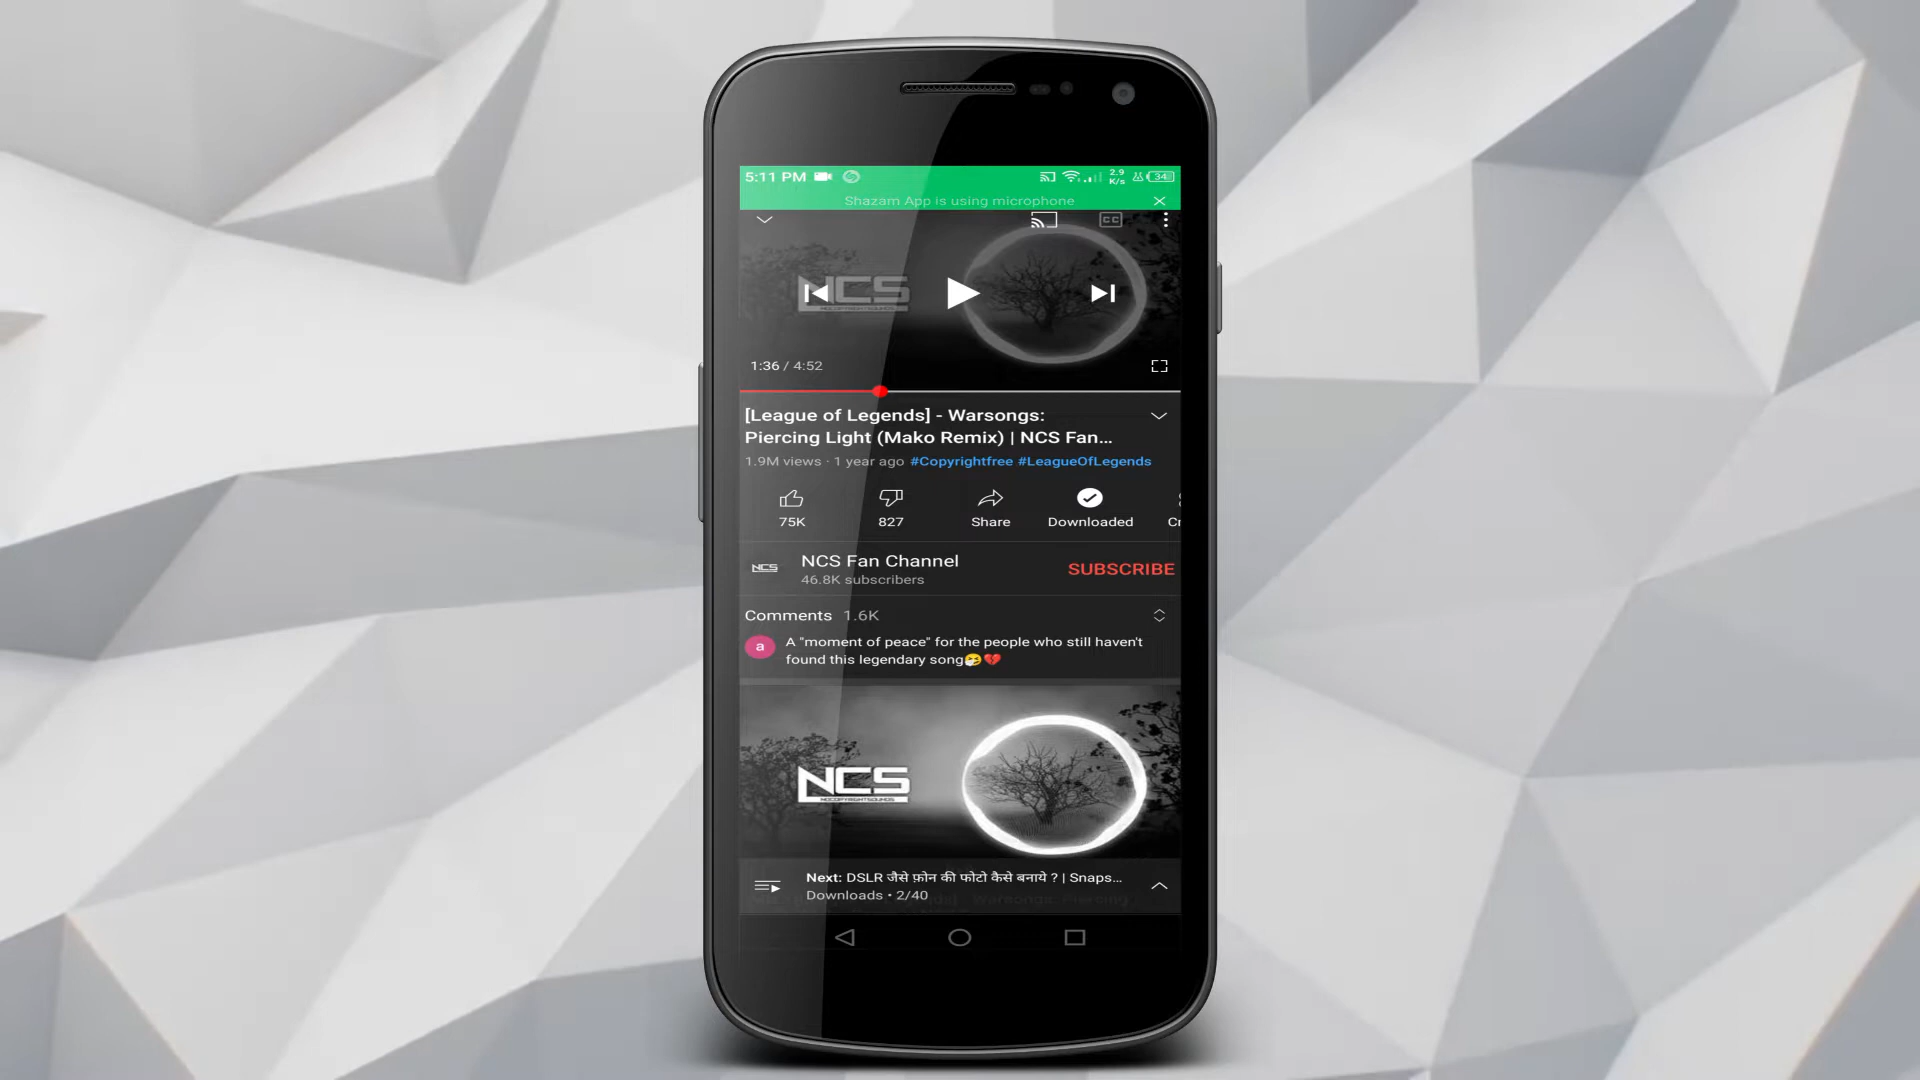 5:11 PM
2.9
K/s
34
Shazam App is using microphone
CC
NCS
1:36 / 4:52
[League of Legends] - Warsongs:
Piercing Light (Mako Remix) | NCS Fan...
1.9M views · 1 year ago #Copyrightfree #LeagueOfLegends
75K
827
Share
Downloaded
Cr
NCS
NCS Fan Channel
46.8K subscribers
SUBSCRIBE
Comments 1.6K
a
A "moment of peace" for the people who still haven't
found this legendary song🤧💔
NCS
NOCOPYRIGHTSOUNDS
Next: DSLR जैसे फ़ोन की फोटो कैसे बनाये ? | Snaps...
Downloads • 2/40